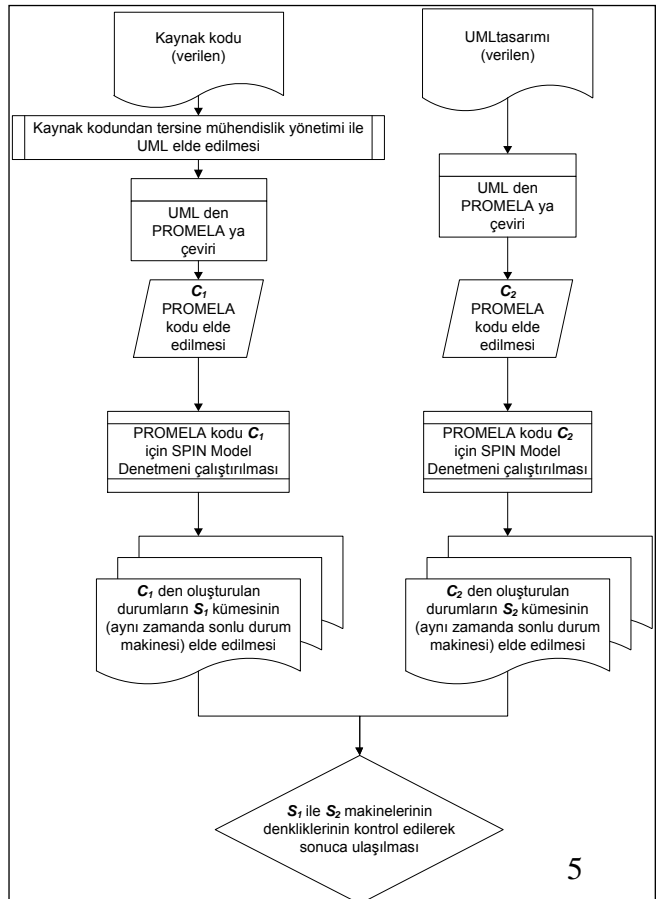 Kaynak kodu
(verilen)
Kaynak kodundan tersine mühendislik yönetimi ile
UML elde edilmesi
UML den
PROMELA ya
çeviri
C₁
PROMELA
kodu elde
edilmesi
PROMELA kodu C₁
için SPIN Model
Denetmeni çalıştırılması
C₁ den oluşturulan
durumların S₁ kümesinin
(aynı zamanda sonlu durum
makinesi) elde edilmesi
UMLtasarımı
(verilen)
UML den
PROMELA ya
çeviri
C₂
PROMELA
kodu elde
edilmesi
PROMELA kodu C₂
için SPIN Model
Denetmeni çalıştırılması
C₂ den oluşturulan
durumların S₂ kümesinin
(aynı zamanda sonlu durum
makinesi) elde edilmesi
S₁ ile S₂ makinelerinin
denkliklerinin kontrol edilerek
sonuca ulaşılması
5